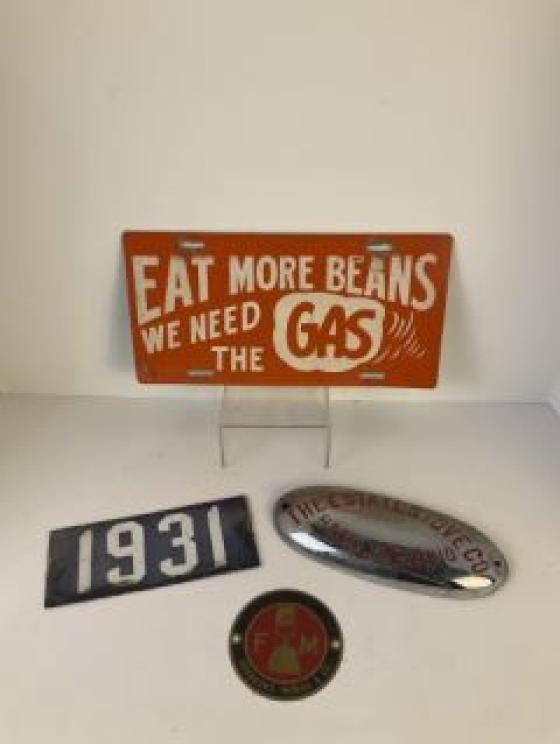 EAT MORE BEANS
WE NEED
THE GAS
1931
THE ESTATE STOVE CO.
F M